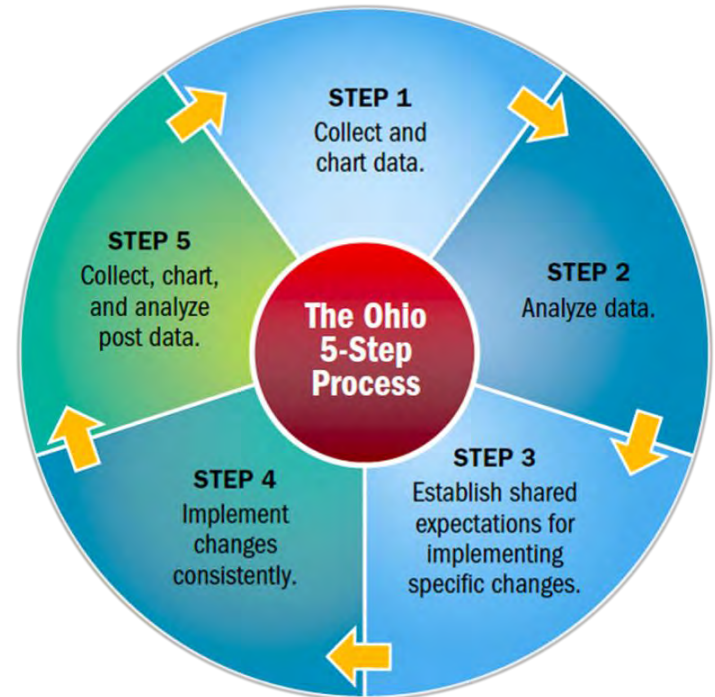 The Ohio
5-Step
Process
STEP 1
Collect and
chart data.
STEP 2
Analyze data.
STEP 3
Establish shared
expectations for
implementing
specific changes.
STEP 4
Implement
changes
consistently.
STEP 5
Collect, chart,
and analyze
post data.